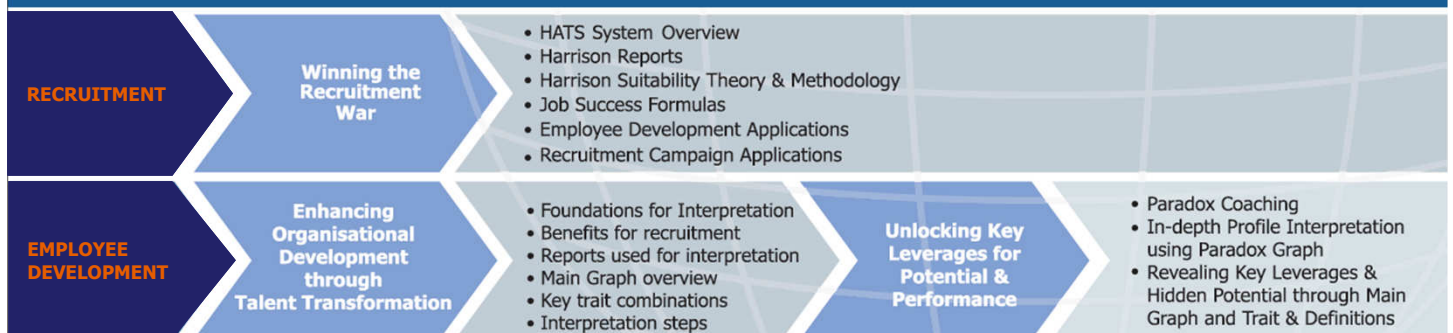 RECRUITMENT
Winning the
Recruitment
War
• HATS System Overview
• Harrison Reports
• Harrison Suitability Theory & Methodology
• Job Success Formulas
• Employee Development Applications
• Recruitment Campaign Applications
EMPLOYEE
DEVELOPMENT
Enhancing
Organisational
Development
through
Talent Transformation
• Foundations for Interpretation
• Benefits for recruitment
• Reports used for interpretation
• Main Graph overview
• Key trait combinations
• Interpretation steps
Unlocking Key
Leverages for
Potential &
Performance
• Paradox Coaching
• In-depth Profile Interpretation
using Paradox Graph
• Revealing Key Leverages &
Hidden Potential through Main
Graph and Trait & Definitions